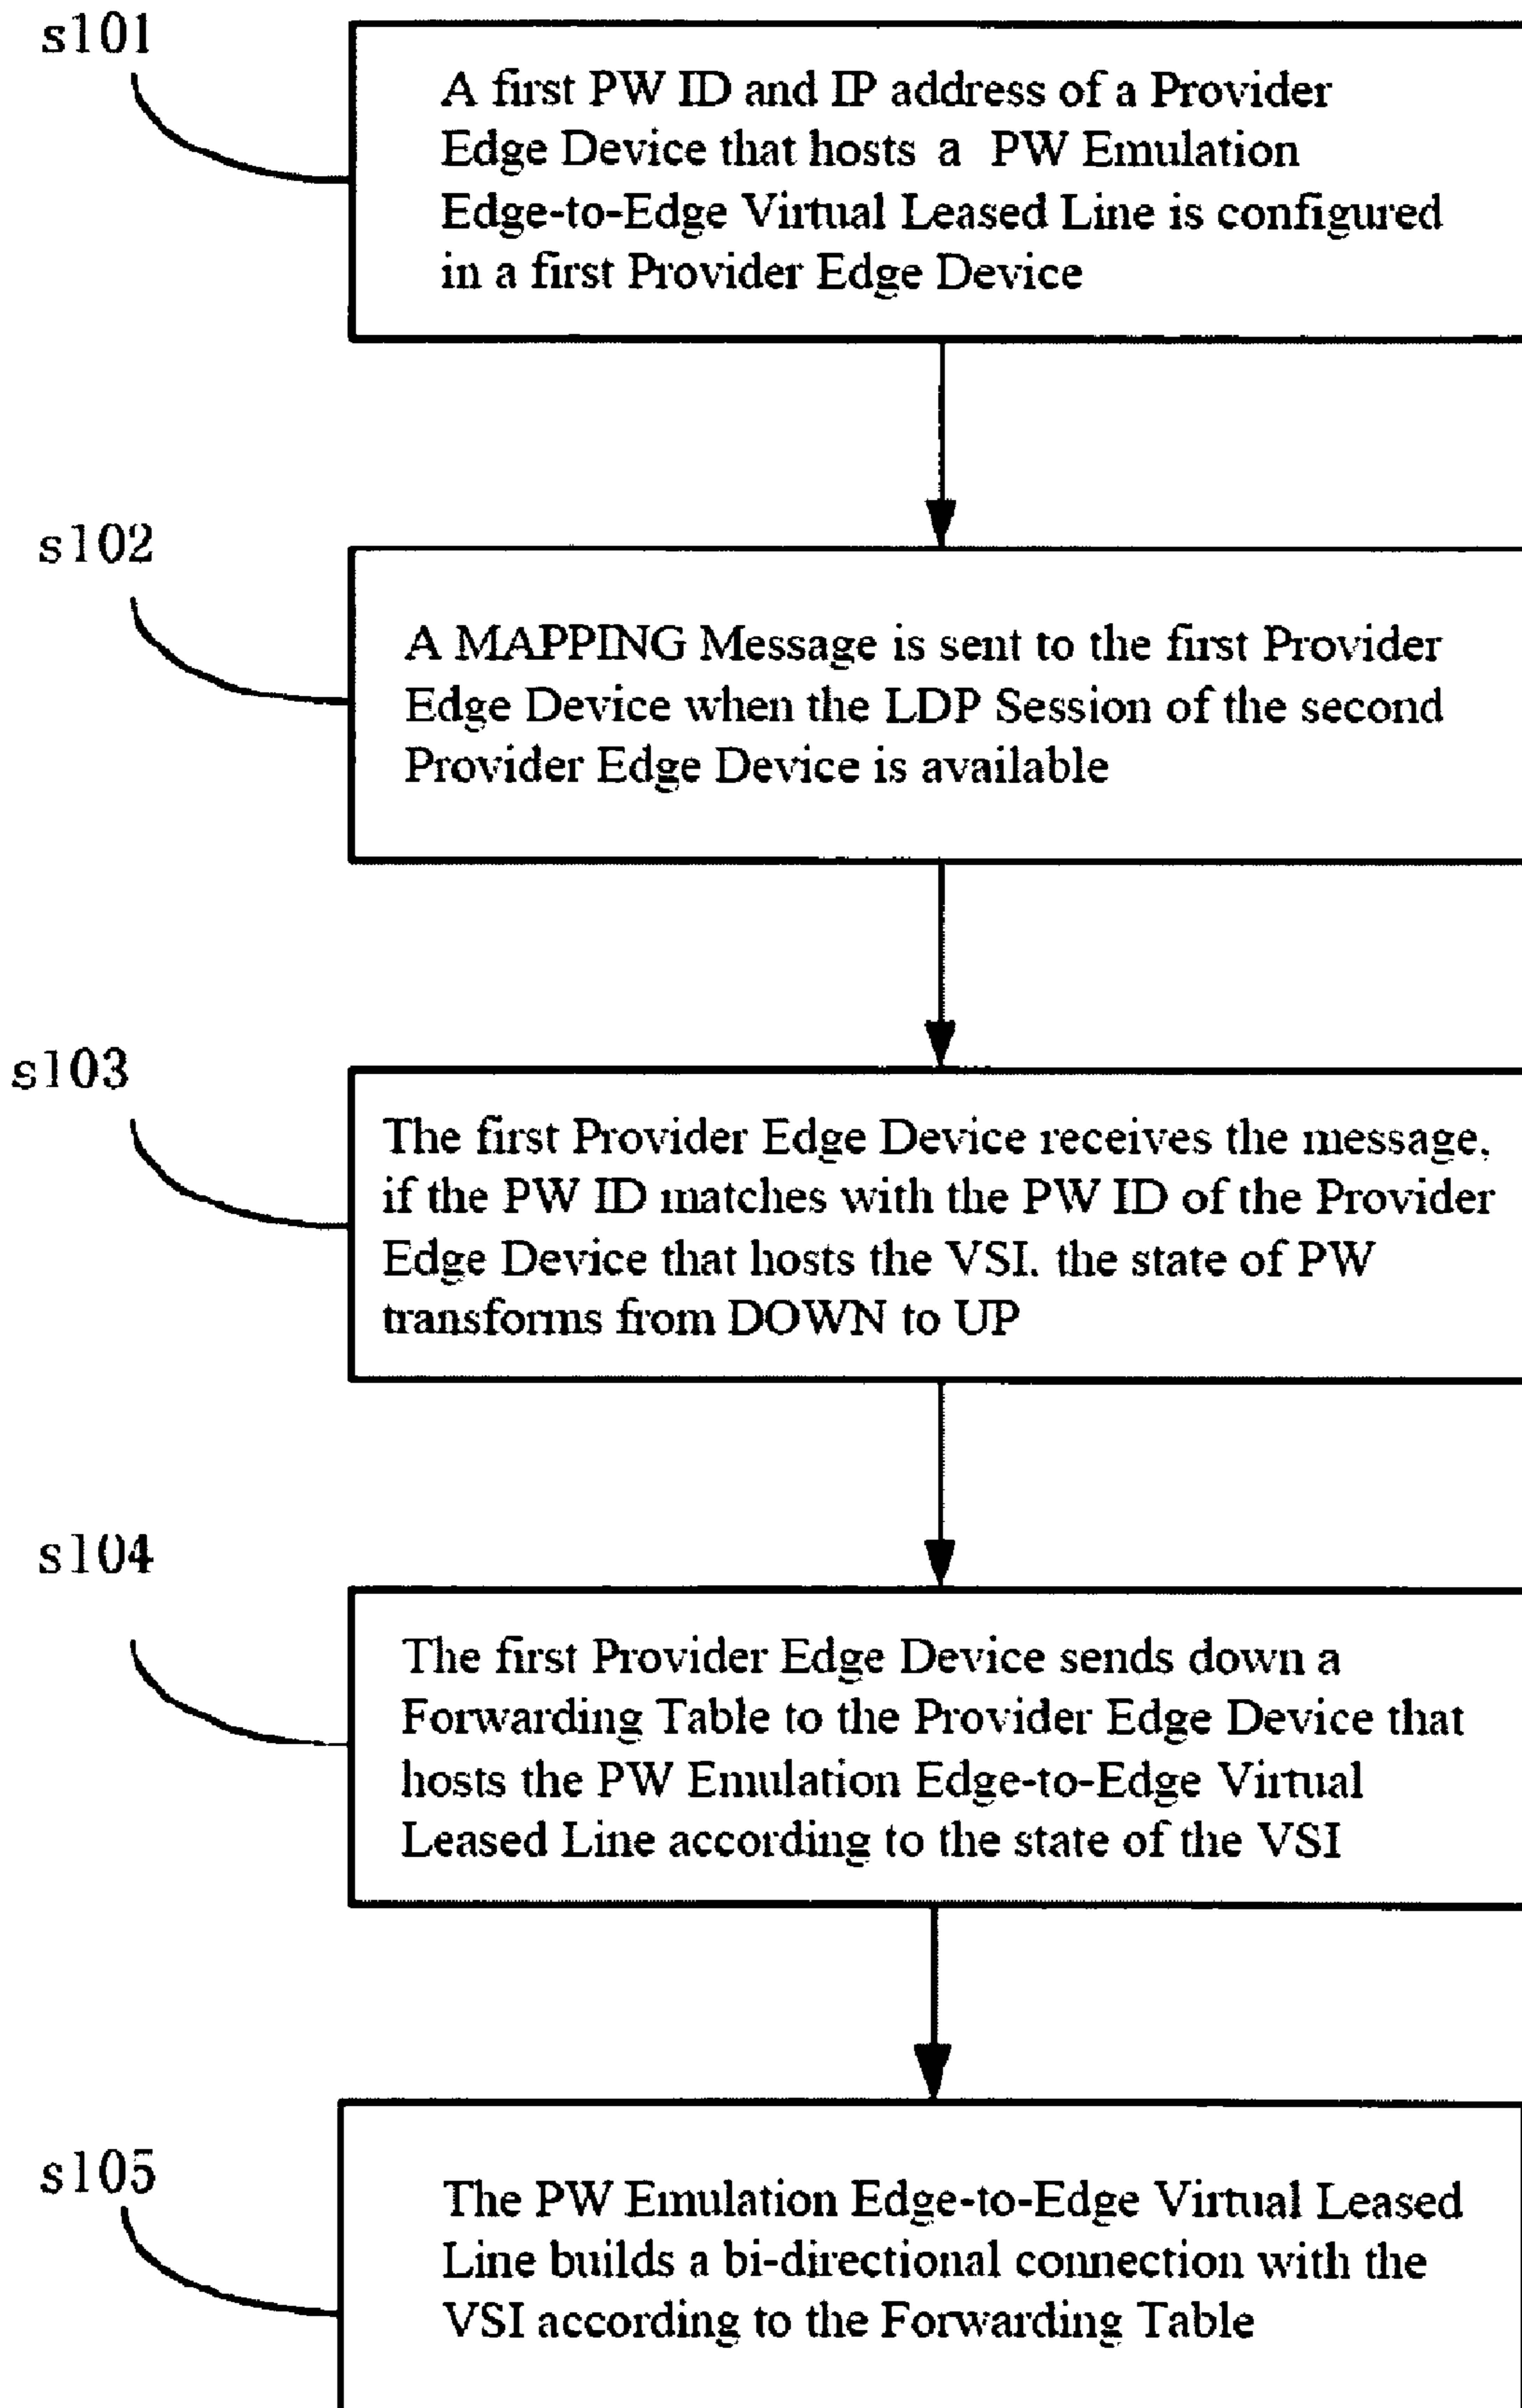 s101
A first PW ID and IP address of a Provider
Edge Device that hosts a PW Emulation
Edge-to-Edge Virtual Leased Line is configured
in a first Provider Edge Device
s102
A MAPPING Message is sent to the first Provider
Edge Device when the LDP Session of the second
Provider Edge Device is available
s103
The first Provider Edge Device receives the message,
if the PW ID matches with the PW ID of the Provider
Edge Device that hosts the VSI, the state of PW
transforms from DOWN to UP
s104
The first Provider Edge Device sends down a
Forwarding Table to the Provider Edge Device that
hosts the PW Emulation Edge-to-Edge Virtual
Leased Line according to the state of the VSI
s105
The PW Emulation Edge-to-Edge Virtual Leased
Line builds a bi-directional connection with the
VSI according to the Forwarding Table